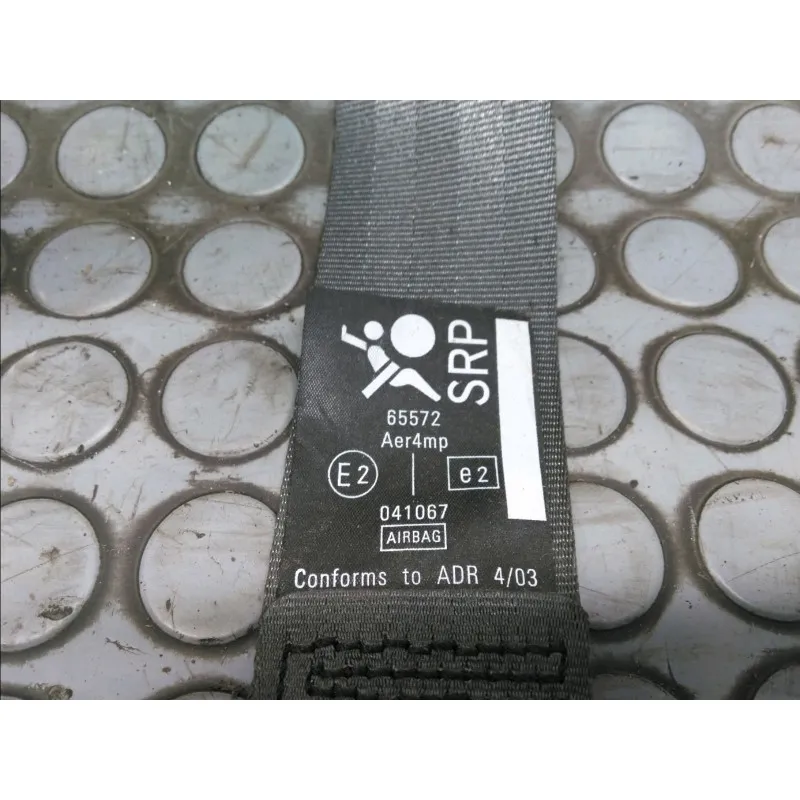 SRP
65572
Aer4mp
E2 e2
041067
AIRBAG
Conforms to ADR 4/03